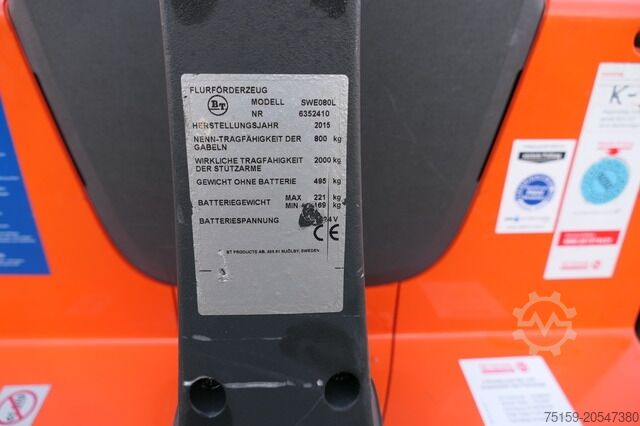 FLURFÖRDERZEUG
BT MODELL SWE080L
NR 6352410
HERSTELLUNGSJAHR 2015
NENN-TRAGFÄHIGKEIT DER GABELN 800 kg
WIRKLICHE TRAGFÄHIGKEIT DER STÜTZARME 2000 kg
GEWICHT OHNE BATTERIE 495 kg
BATTERIEGEWICHT MAX 221 kg
MIN 169 kg
BATTERIESPANNUNG 24 V
CE
BT PRODUCTS AB, MJÖLBY, SWEDEN
K-
75159-20547380